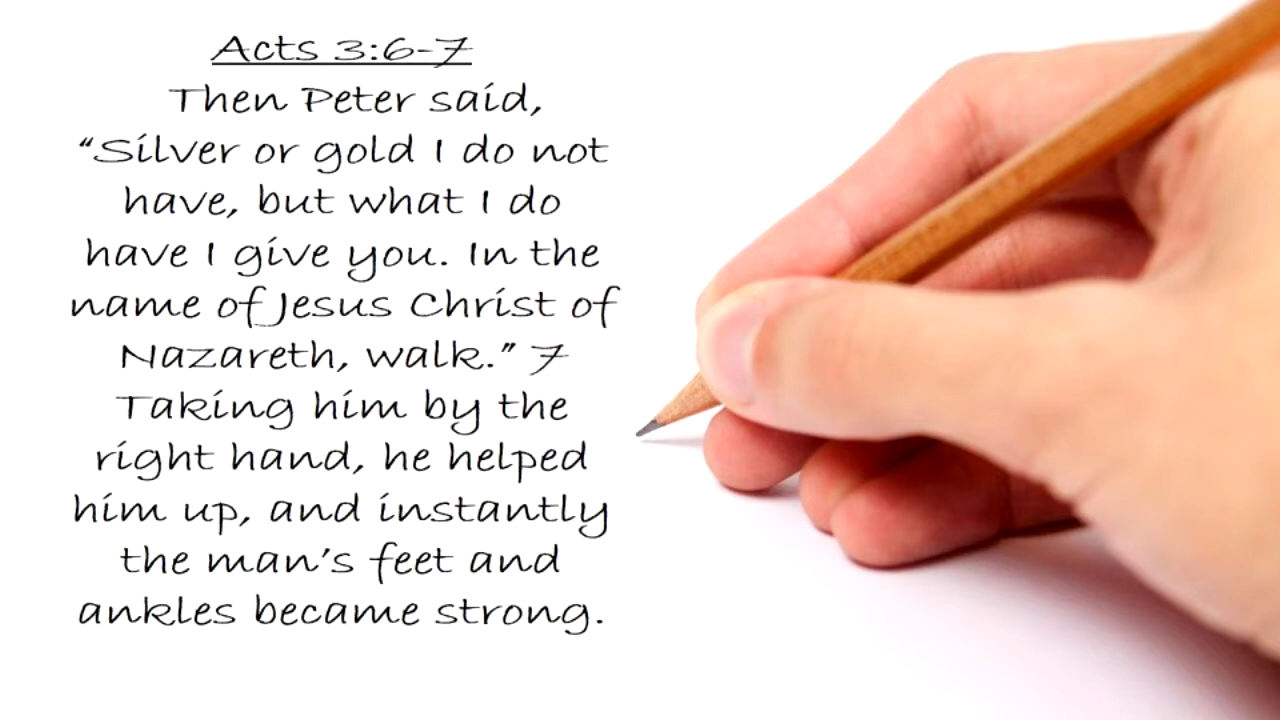 Acts 3:6-7
Then Peter said,
“Silver or gold I do not
have, but what I do
have I give you. In the
name of Jesus Christ of
Nazareth, walk.” 7
Taking him by the
right hand, he helped
him up, and instantly
the man’s feet and
ankles became strong.